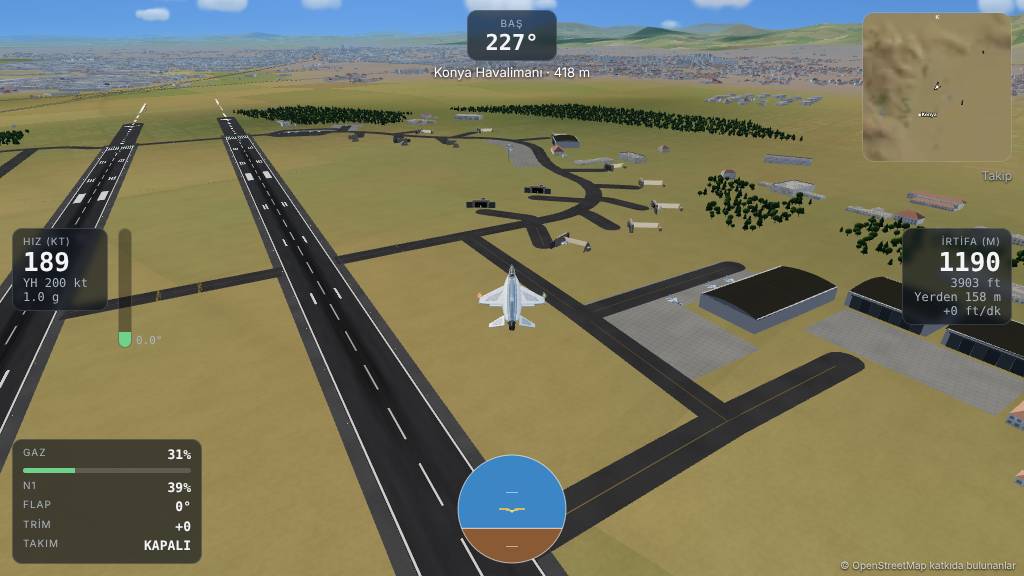 BAŞ
227°
Konya Havalimanı · 418 m
K
Konya
Takip
HIZ (KT)
189
YH 200 kt
1.0 g
0.0°
İRTİFA (M)
1190
3903 ft
Yerden 158 m
+0 ft/dk
GAZ 31%
N1 39%
FLAP 0°
TRİM +0
TAKIM KAPALI
© OpenStreetMap katkıda bulunanlar